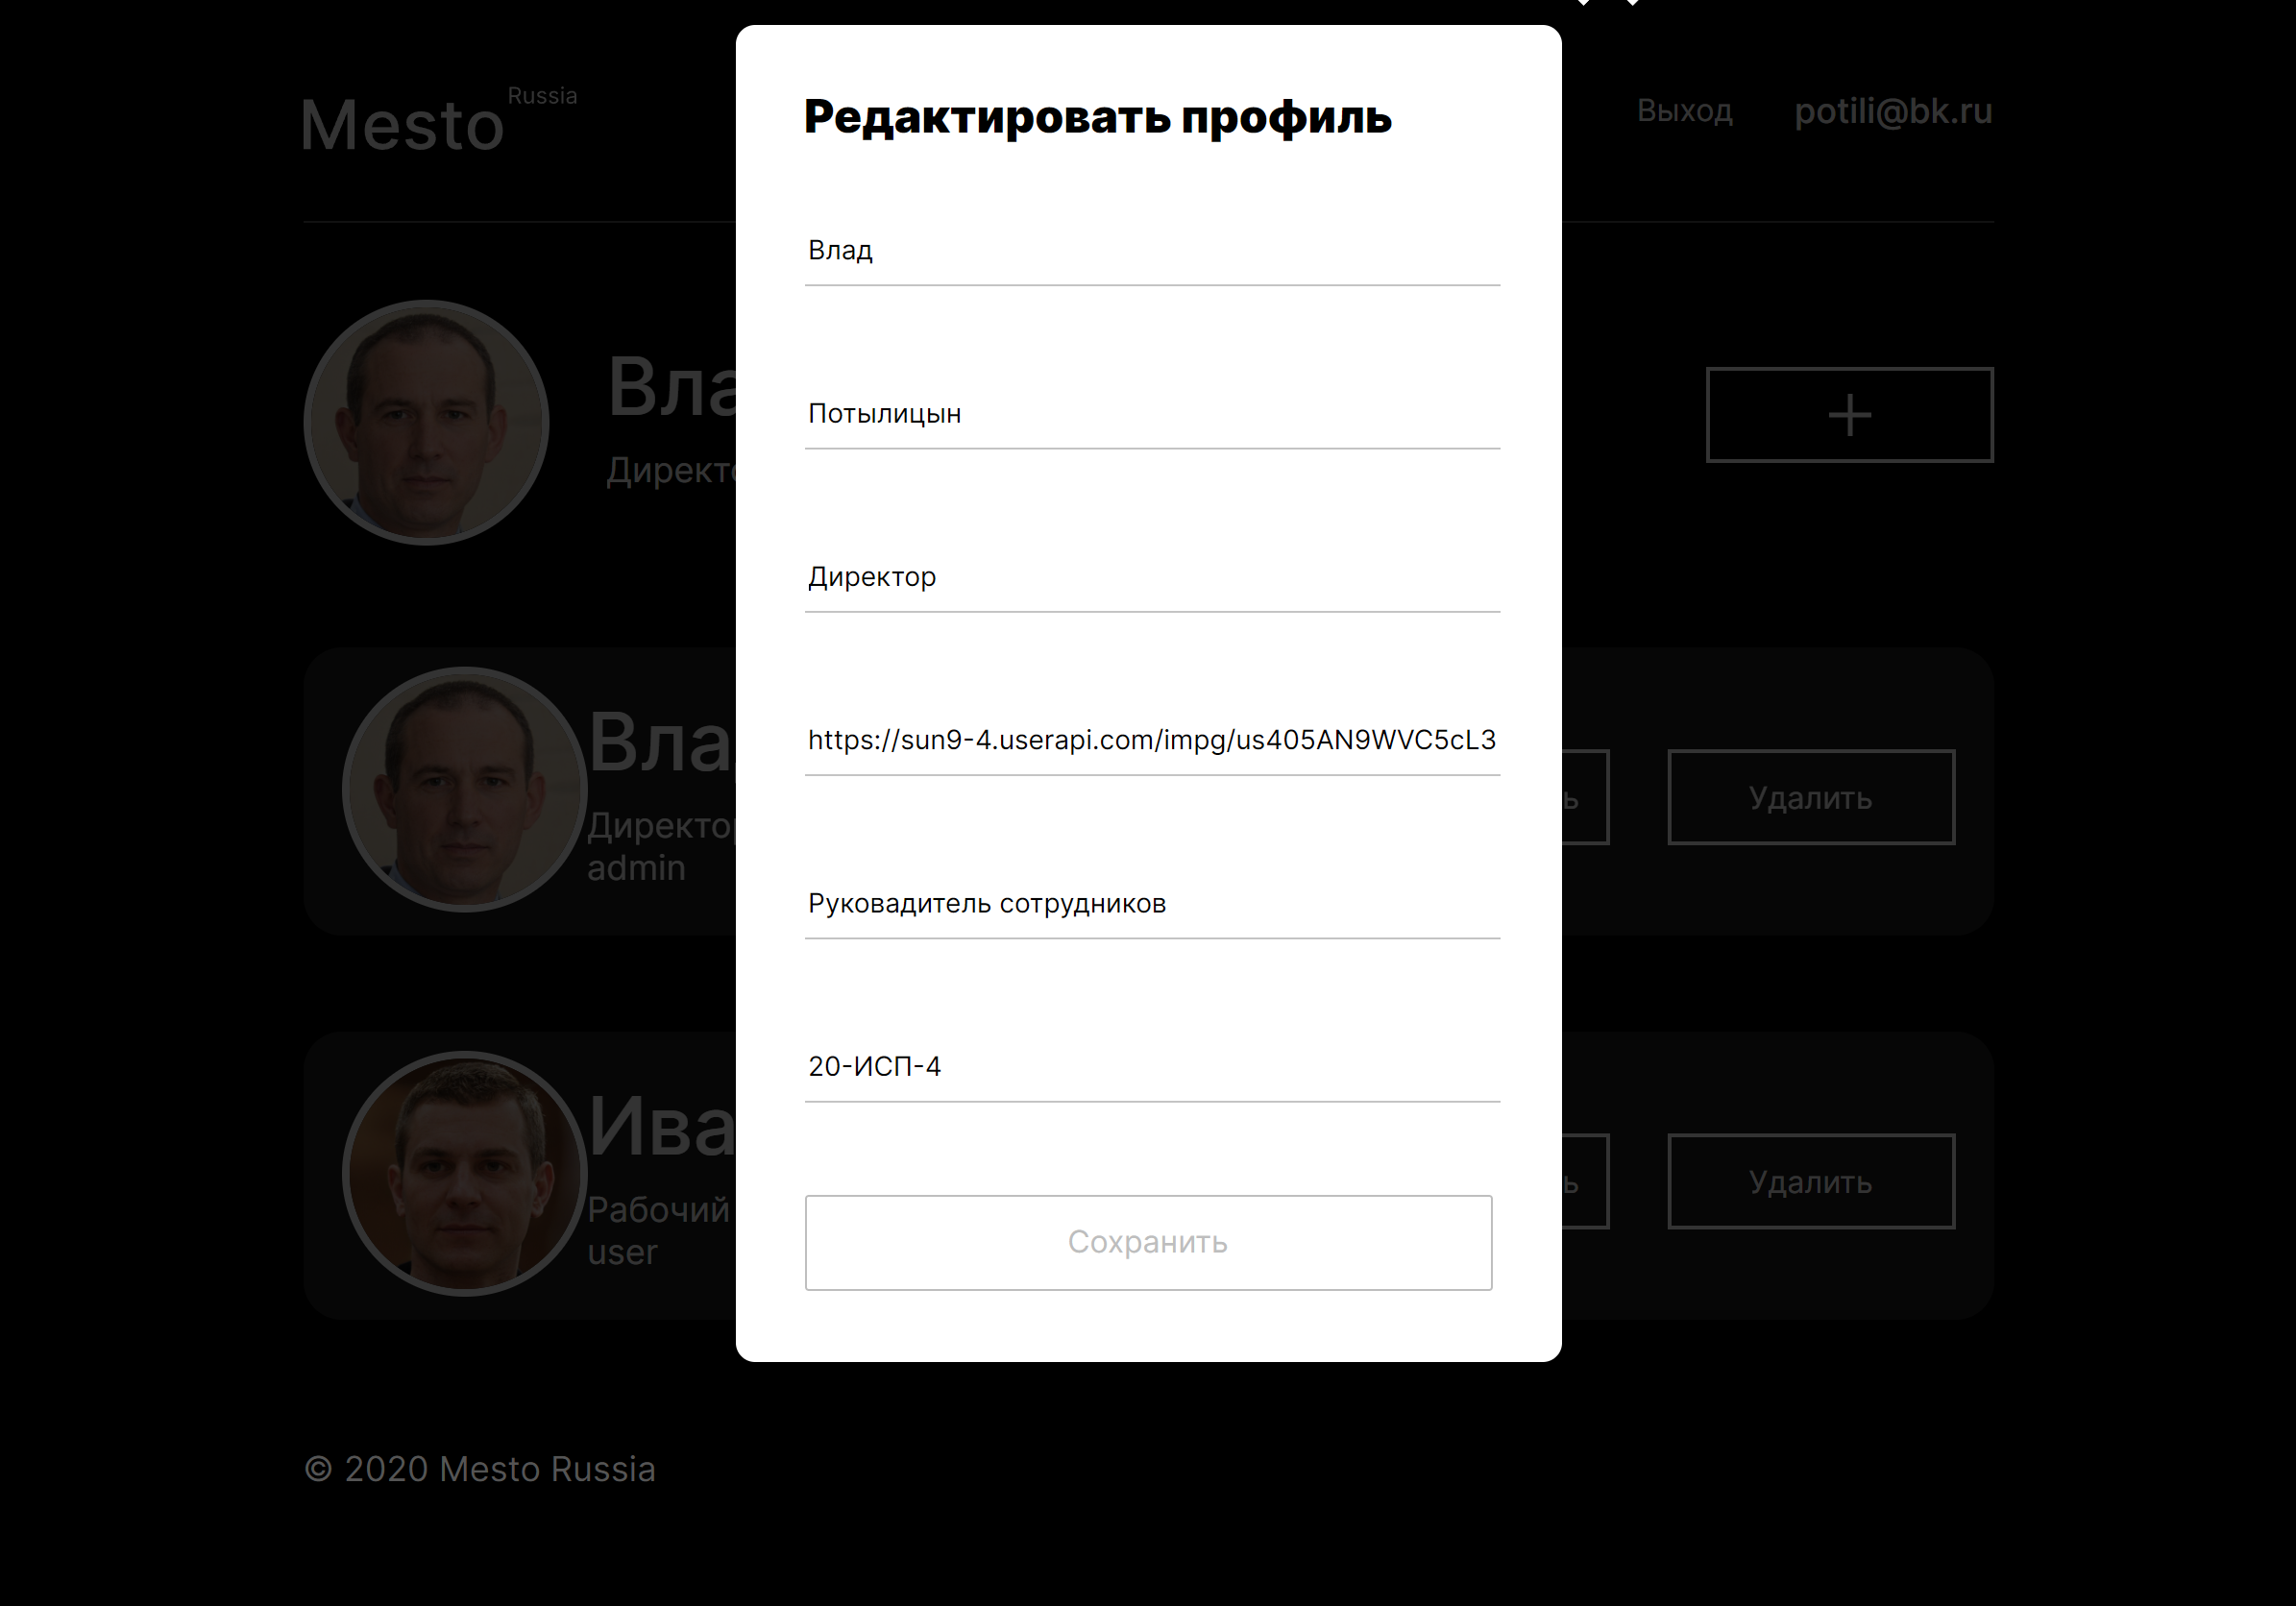 Mesto Russia
Выход
potili@bk.ru
Редактировать профиль
Влад
Потылицын
Директор
https://sun9-4.userapi.com/impg/us405AN9WVC5cL3
Руковадитель сотрудников
20-ИСП-4
Сохранить
Вла
Директо
Вла
Директор
admin
ь
Удалить
Ива
Рабочий
user
ь
Удалить
© 2020 Mesto Russia